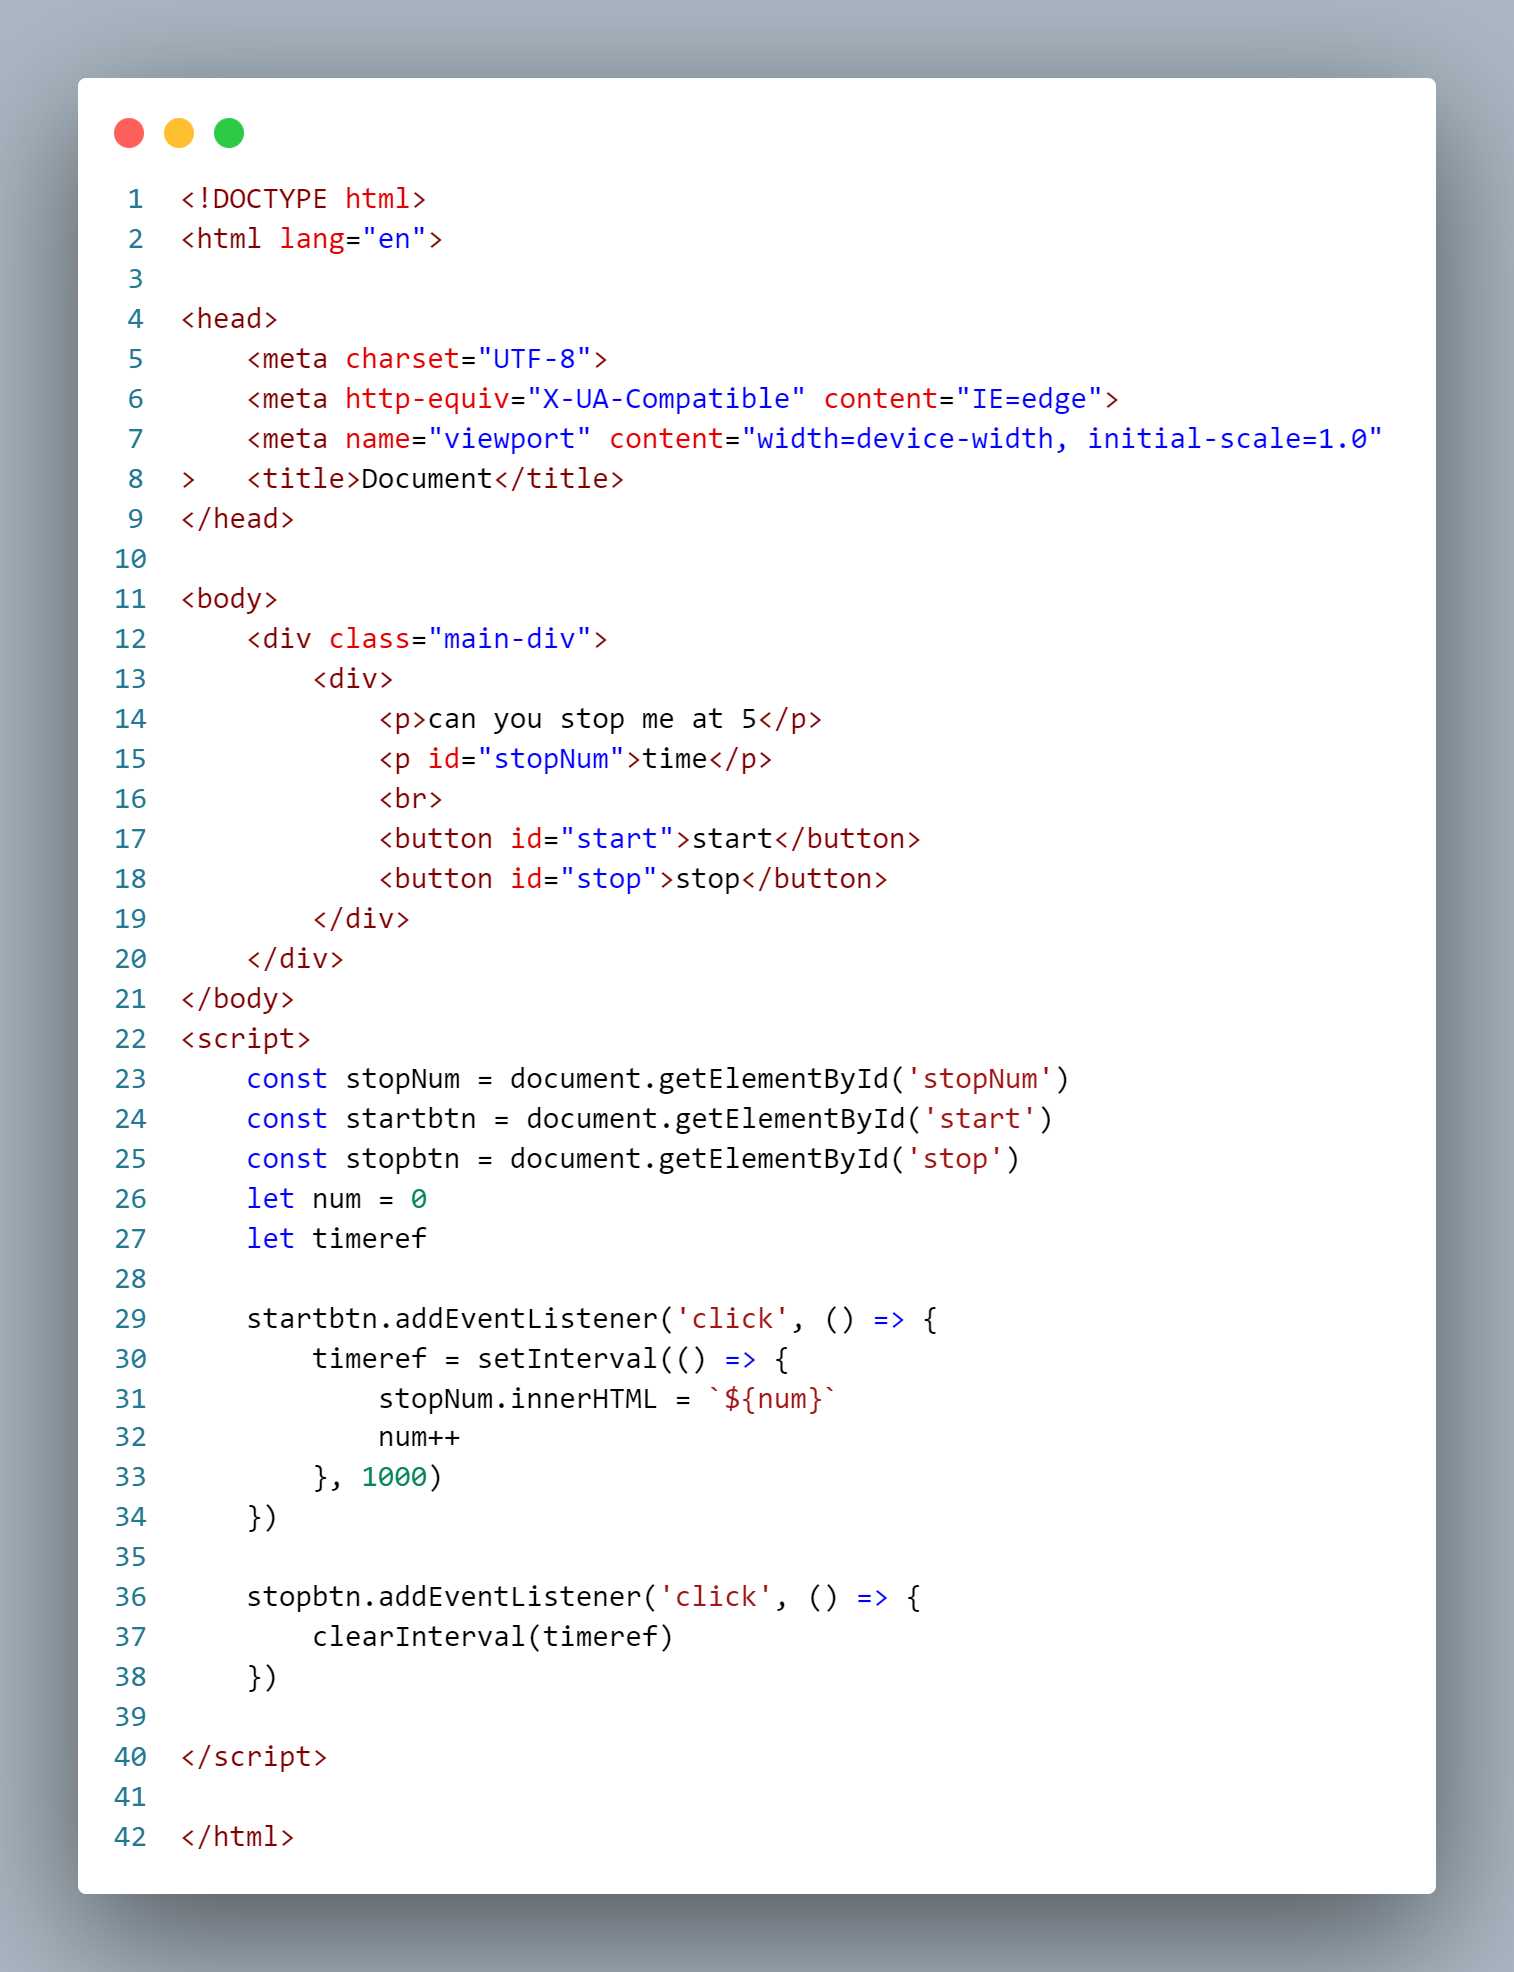 1 <!DOCTYPE html>
2 <html lang="en">
3
4 <head>
5     <meta charset="UTF-8">
6     <meta http-equiv="X-UA-Compatible" content="IE=edge">
7     <meta name="viewport" content="width=device-width, initial-scale=1.0"
8 >   <title>Document</title>
9 </head>
10
11 <body>
12     <div class="main-div">
13         <div>
14             <p>can you stop me at 5</p>
15             <p id="stopNum">time</p>
16             <br>
17             <button id="start">start</button>
18             <button id="stop">stop</button>
19         </div>
20     </div>
21 </body>
22 <script>
23     const stopNum = document.getElementById('stopNum')
24     const startbtn = document.getElementById('start')
25     const stopbtn = document.getElementById('stop')
26     let num = 0
27     let timeref
28
29     startbtn.addEventListener('click', () => {
30         timeref = setInterval(() => {
31             stopNum.innerHTML = `${num}`
32             num++
33         }, 1000)
34     })
35
36     stopbtn.addEventListener('click', () => {
37         clearInterval(timeref)
38     })
39
40 </script>
41
42 </html>